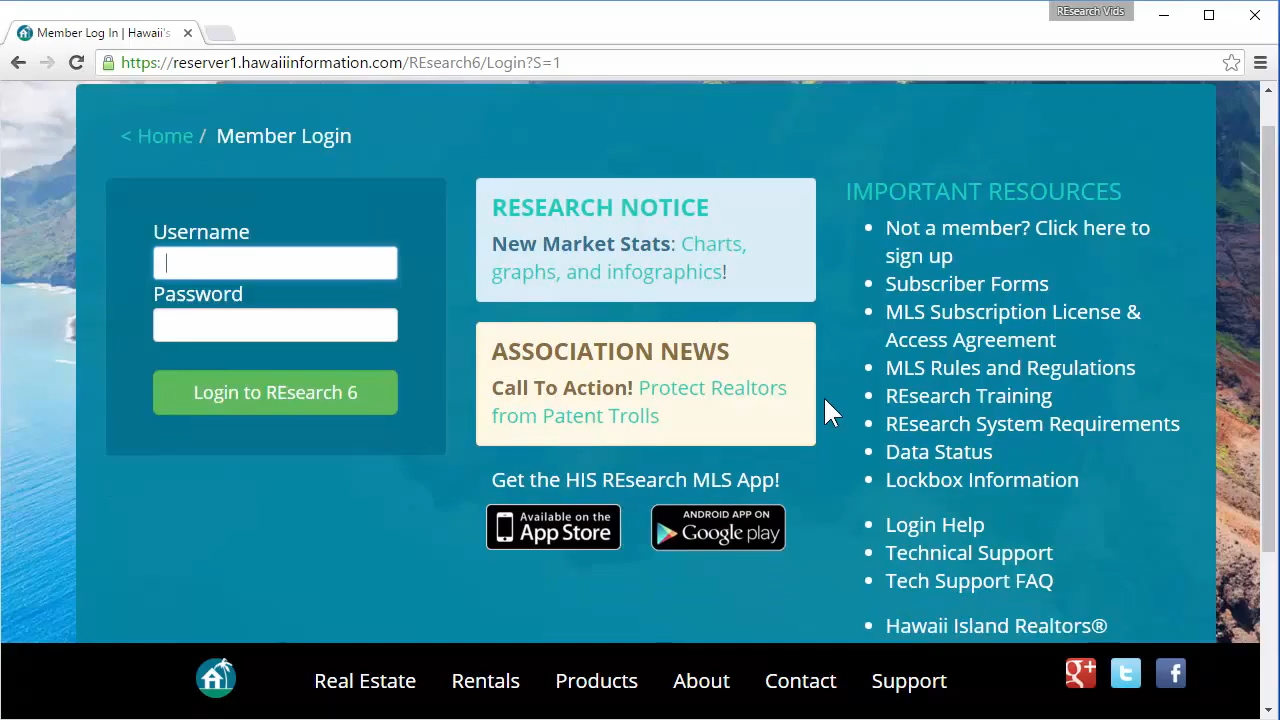 REsearch Vids
Member Log In | Hawaii's
https://reserver1.hawaiiinformation.com/REsearch6/Login?S=1
< Home / Member Login
Username
Password
Login to REsearch 6
RESEARCH NOTICE
New Market Stats: Charts,
graphs, and infographics!
ASSOCIATION NEWS
Call To Action! Protect Realtors
from Patent Trolls
Get the HIS REsearch MLS App!
Available on the
App Store
ANDROID APP ON
Google play
IMPORTANT RESOURCES
Not a member? Click here to
sign up
Subscriber Forms
MLS Subscription License &
Access Agreement
MLS Rules and Regulations
REsearch Training
REsearch System Requirements
Data Status
Lockbox Information
Login Help
Technical Support
Tech Support FAQ
Hawaii Island Realtors®
Real Estate Rentals Products About Contact Support
g+ f